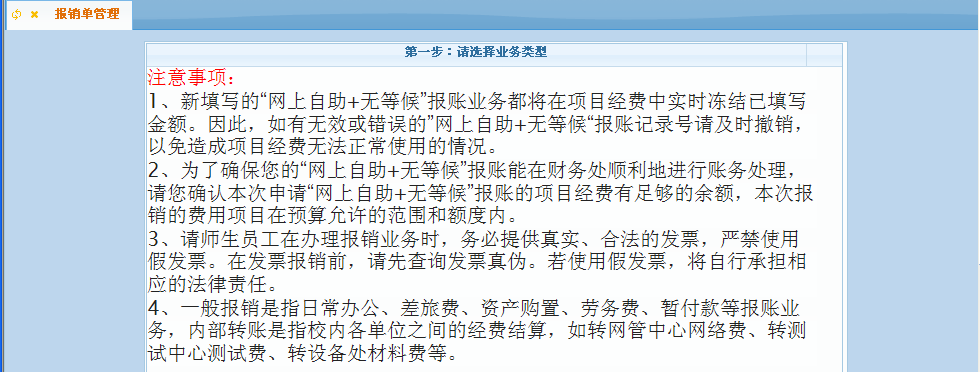 报销单管理
第一步：请选择业务类型
注意事项：
1、新填写的“网上自助+无等候”报账业务都将在项目经费中实时冻结已填写
金额。因此，如有无效或错误的”网上自助+无等候“报账记录号请及时撤销，
以免造成项目经费无法正常使用的情况。
2、为了确保您的“网上自助+无等候”报账能在财务处顺利地进行账务处理，
请您确认本次申请“网上自助+无等候”报账的项目经费有足够的余额，本次报
销的费用项目在预算允许的范围和额度内。
3、请师生员工在办理报销业务时，务必提供真实、合法的发票，严禁使用
假发票。在发票报销前，请先查询发票真伪。若使用假发票，将自行承担相
应的法律责任。
4、一般报销是指日常办公、差旅费、资产购置、劳务费、暂付款等报账业
务，内部转账是指校内各单位之间的经费结算，如转网管中心网络费、转测
试中心测试费、转设备处材料费等。